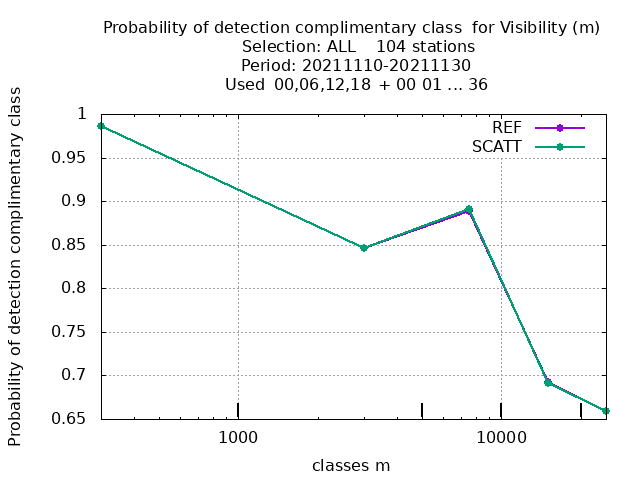 Probability of detection complimentary class  for Visibility (m)
Selection: ALL    104 stations
Period: 20211110-20211130
Used  00,06,12,18  + 00 01 ... 36
REF
SCATT
Probability of detection complimentary class
1
0.95
0.9
0.85
0.8
0.75
0.7
0.65
1000
10000
classes m